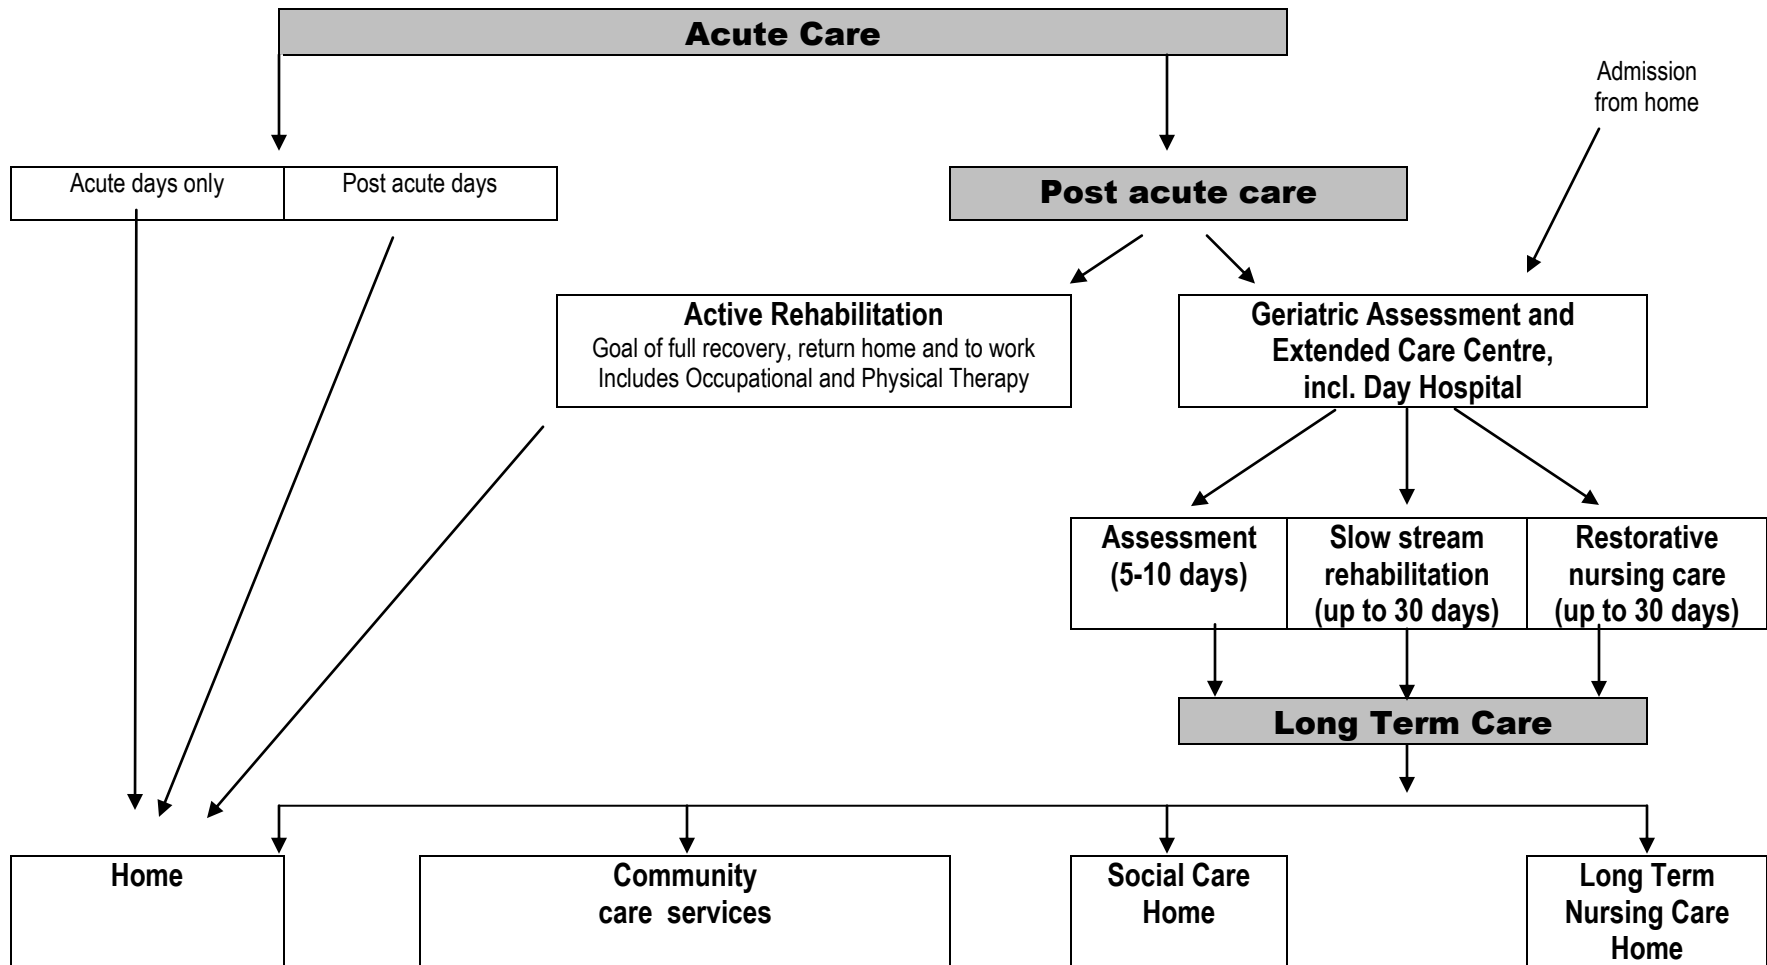 Acute Care
Admission
from home
Acute days only
Post acute days
Post acute care
Active Rehabilitation
Goal of full recovery, return home and to work
Includes Occupational and Physical Therapy
Geriatric Assessment and
Extended Care Centre,
incl. Day Hospital
Assessment
(5-10 days)
Slow stream
rehabilitation
(up to 30 days)
Restorative
nursing care
(up to 30 days)
Long Term Care
Home
Community
care services
Social Care
Home
Long Term
Nursing Care
Home